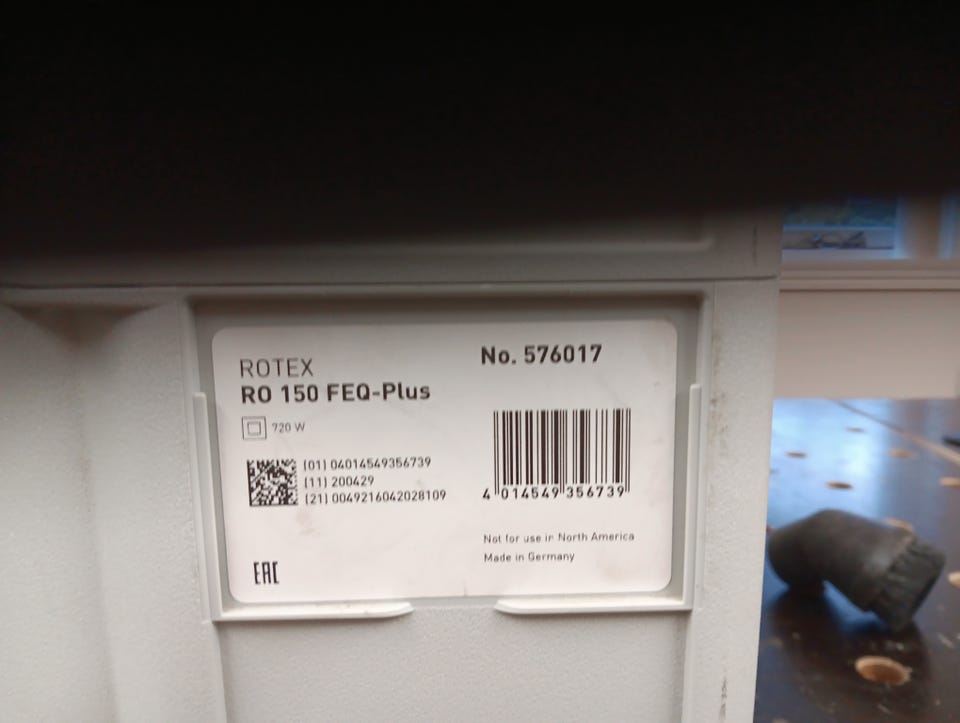 ROTEX
RO 150 FEQ-Plus
720 W
(01) 04014549356739
(11) 200429
(21) 0049216042028109
EAC
No. 576017
4 014549 356739
Not for use in North America
Made in Germany